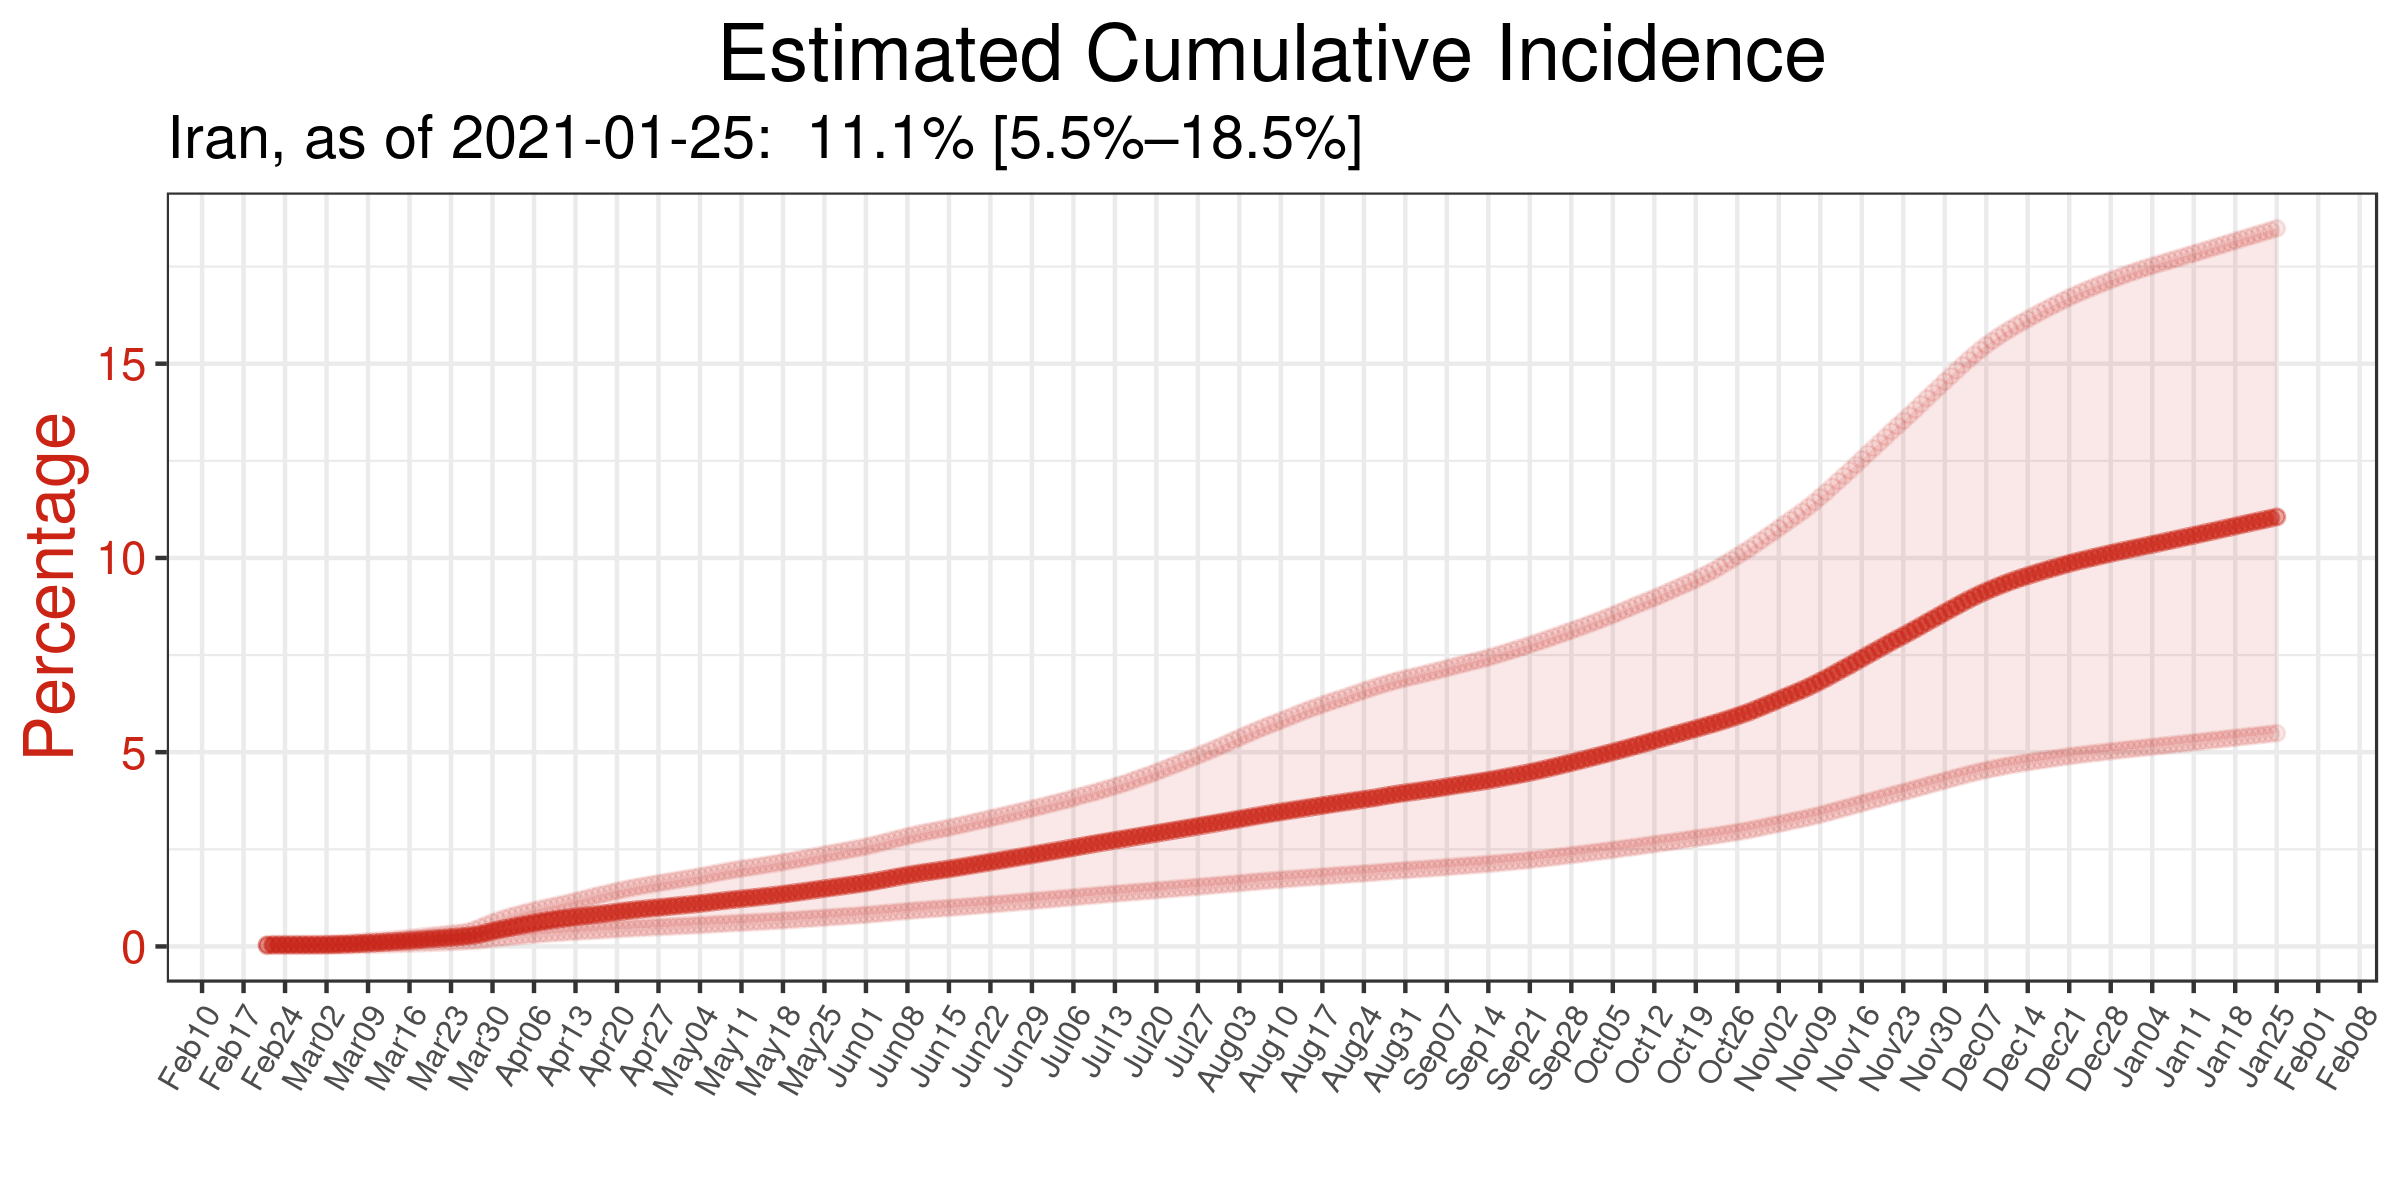 Estimated Cumulative Incidence
Iran, as of 2021-01-25:  11.1% [5.5%–18.5%]
Percentage
15
10
5
0
Feb10
Feb17
Feb24
Mar02
Mar09
Mar16
Mar23
Mar30
Apr06
Apr13
Apr20
Apr27
May04
May11
May18
May25
Jun01
Jun08
Jun15
Jun22
Jun29
Jul06
Jul13
Jul20
Jul27
Aug03
Aug10
Aug17
Aug24
Aug31
Sep07
Sep14
Sep21
Sep28
Oct05
Oct12
Oct19
Oct26
Nov02
Nov09
Nov16
Nov23
Nov30
Dec07
Dec14
Dec21
Dec28
Jan04
Jan11
Jan18
Jan25
Feb01
Feb08